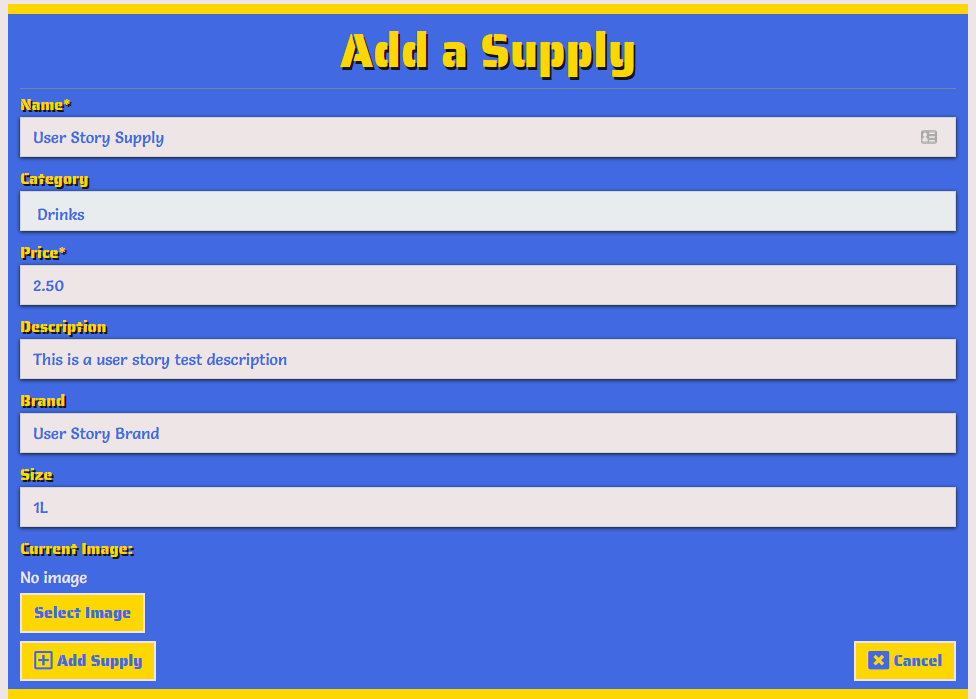 Add a Supply
Name*
User Story Supply
Category
Drinks
Price*
2.50
Description
This is a user story test description
Brand
User Story Brand
Size
1L
Current Image:
No image
Select Image
Add Supply
Cancel